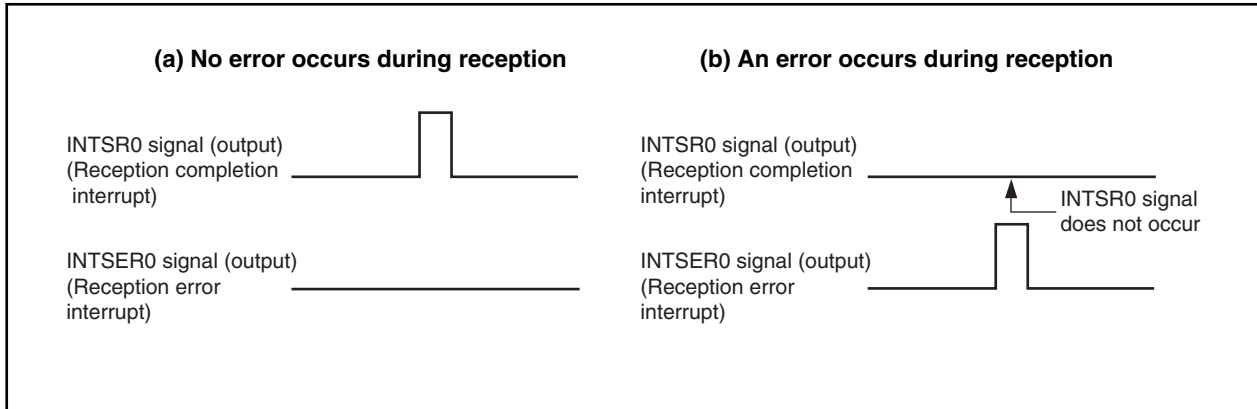 (a) No error occurs during reception
INTSR0 signal (output)
(Reception completion
interrupt)
INTSER0 signal (output)
(Reception error
interrupt)
(b) An error occurs during reception
INTSR0 signal (output)
(Reception completion
interrupt)
INTSR0 signal
does not occur
INTSER0 signal (output)
(Reception error
interrupt)